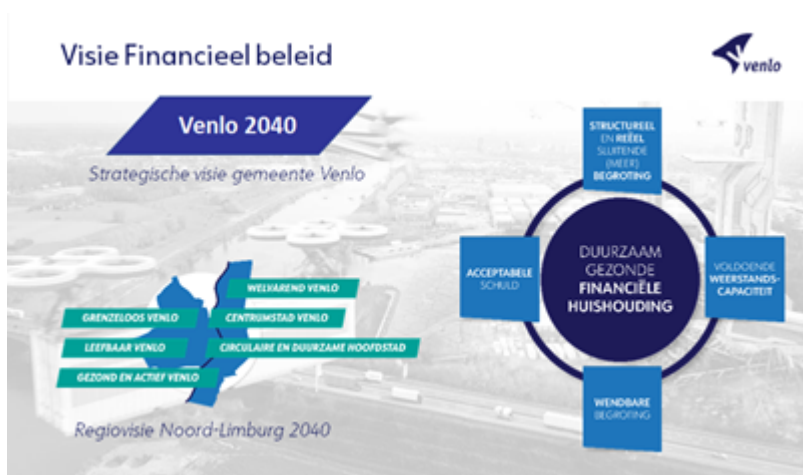 Visie Financieel beleid
venlo
Venlo 2040
Strategische visie gemeente Venlo
WELVAREND VENLO
GRENZELOOS VENLO
CENTRUMSTAD VENLO
LEEFBAAR VENLO
CIRCULAIRE EN DUURZAME HOOFDSTAD
GEZOND EN ACTIEF VENLO
Regiovisie Noord-Limburg 2040
STRUCTUREEL
EN REËEL
SLUITENDE
(MEER)
BEGROTING
ACCEPTABELE
SCHULD
DUURZAAM
GEZONDE
FINANCIËLE
HUISHOUDING
VOLDOENDE
WEERSTANDS-
CAPACITEIT
WENDBARE
BEGROTING